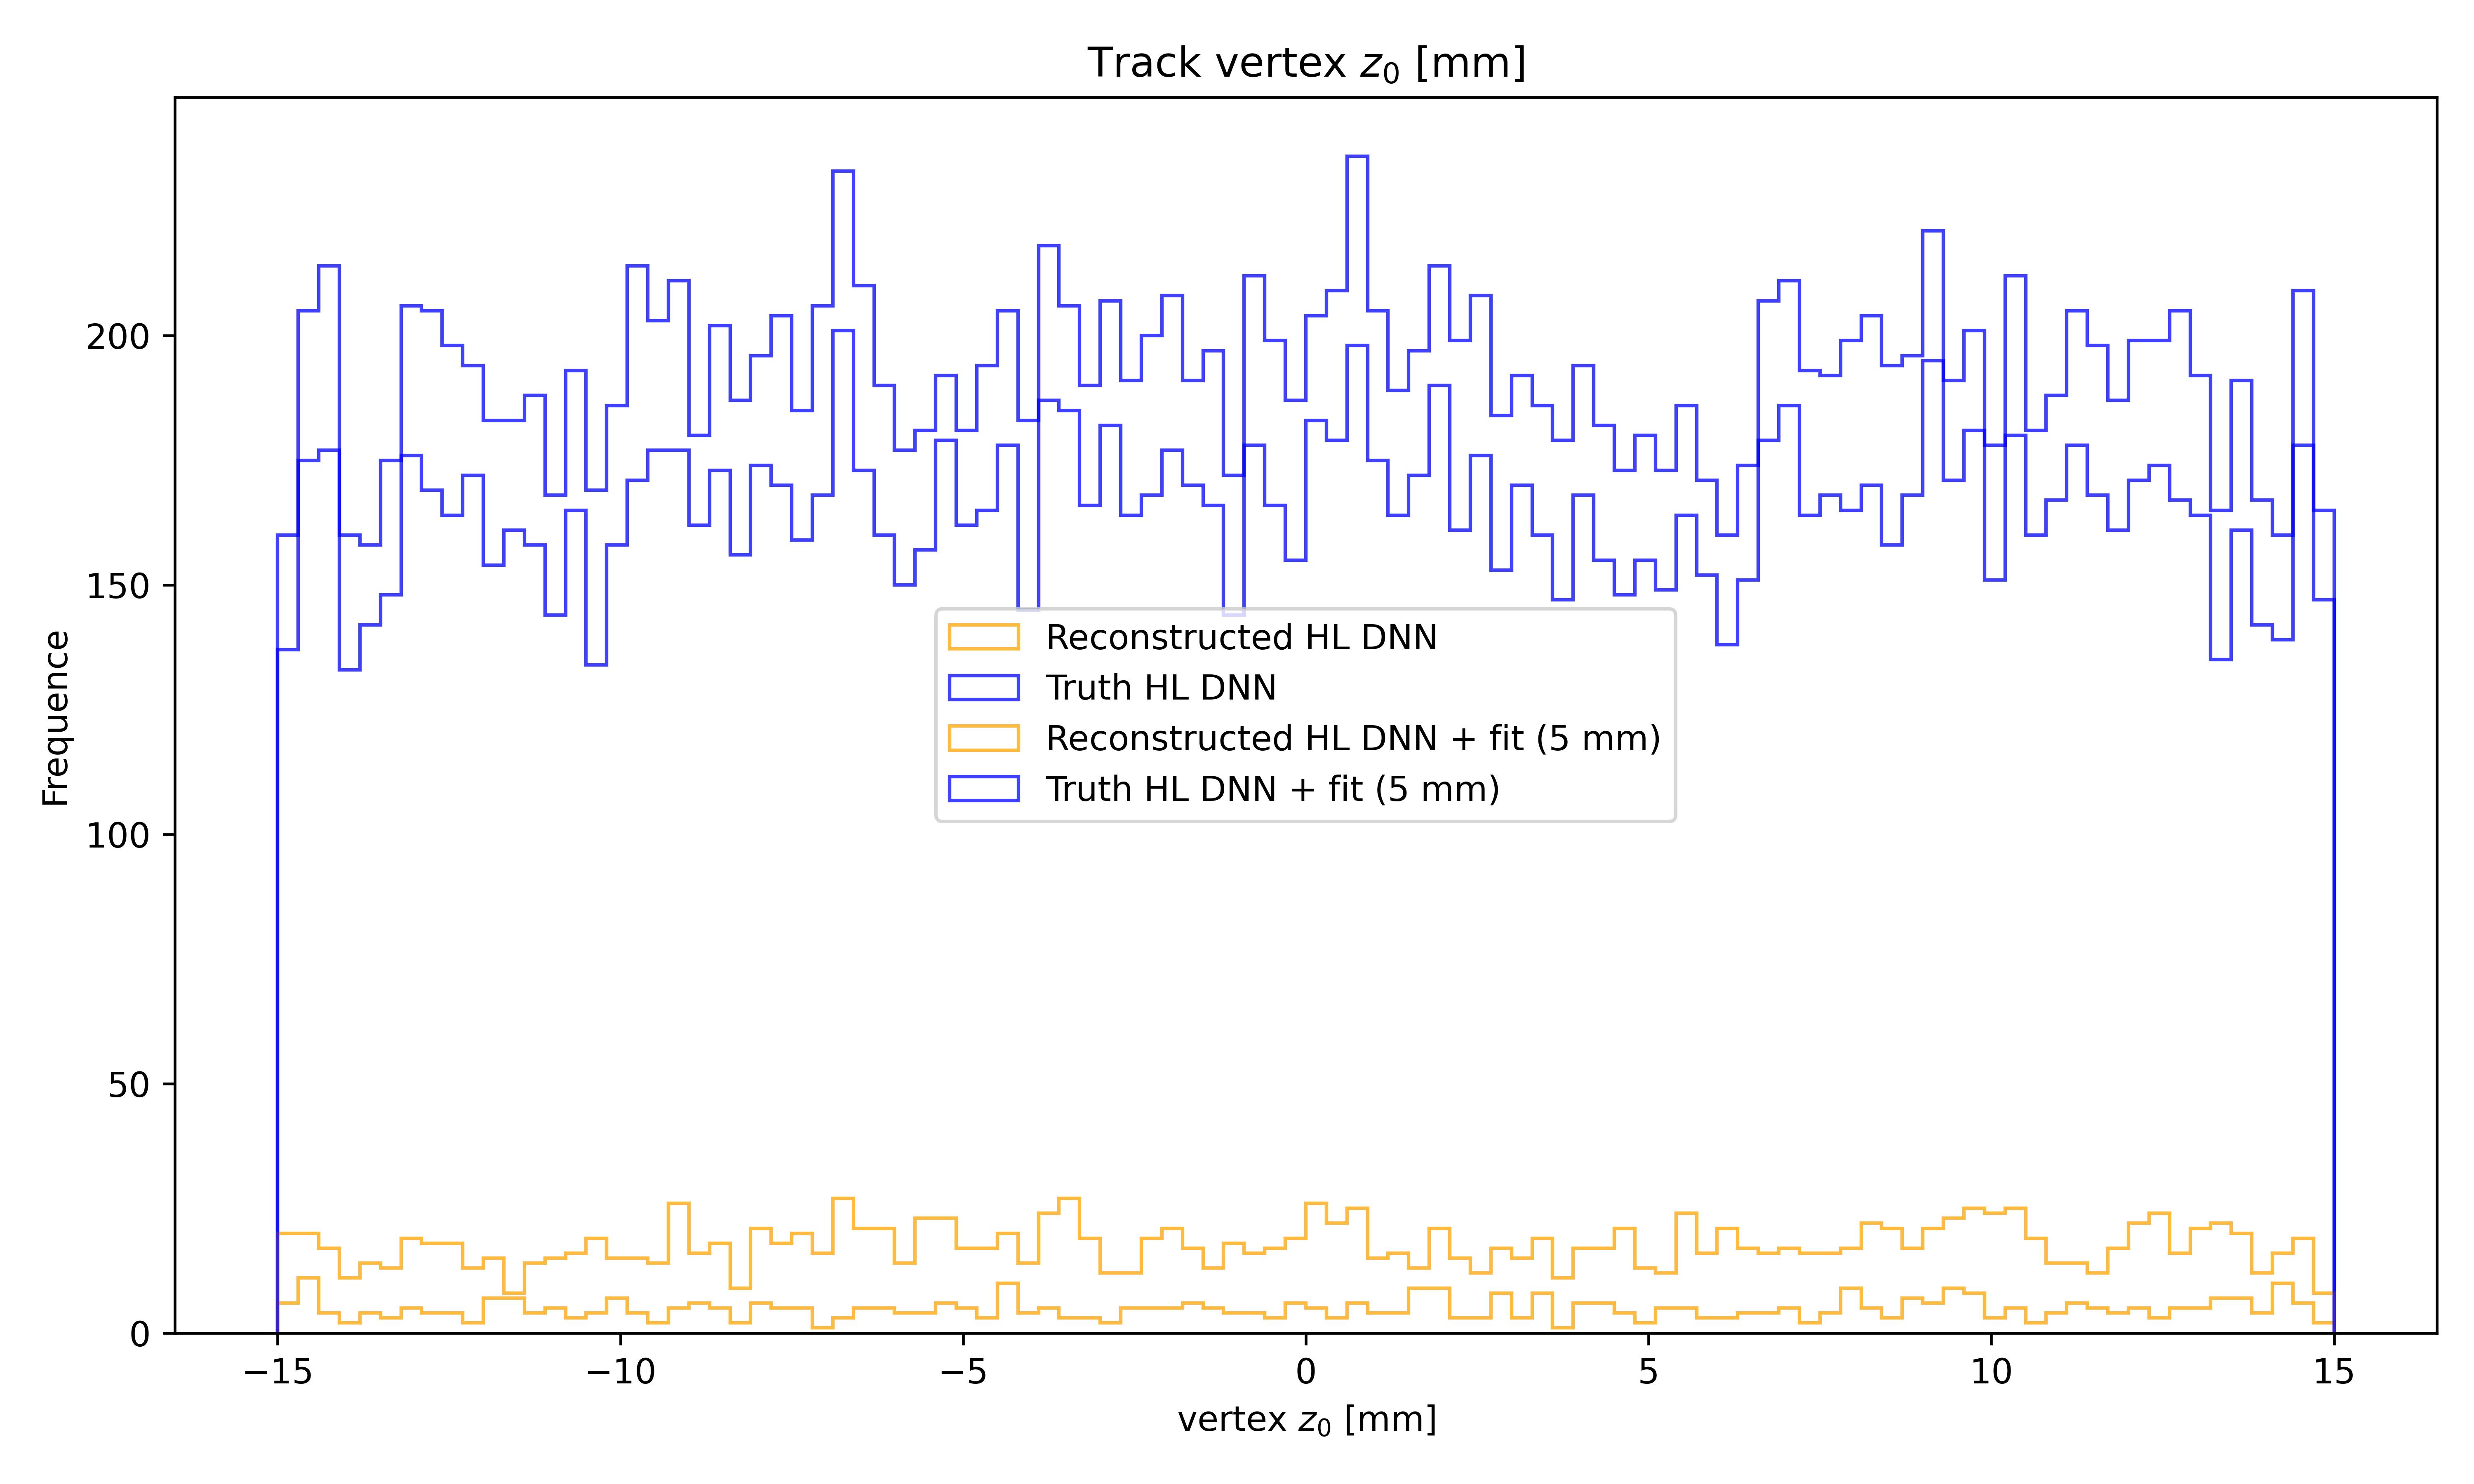 Track vertex z₀ [mm]
Frequence
200
150
100
50
0
Reconstructed HL DNN
Truth HL DNN
Reconstructed HL DNN + fit (5 mm)
Truth HL DNN + fit (5 mm)
−15 −10 −5 0 5 10 15
vertex z₀ [mm]